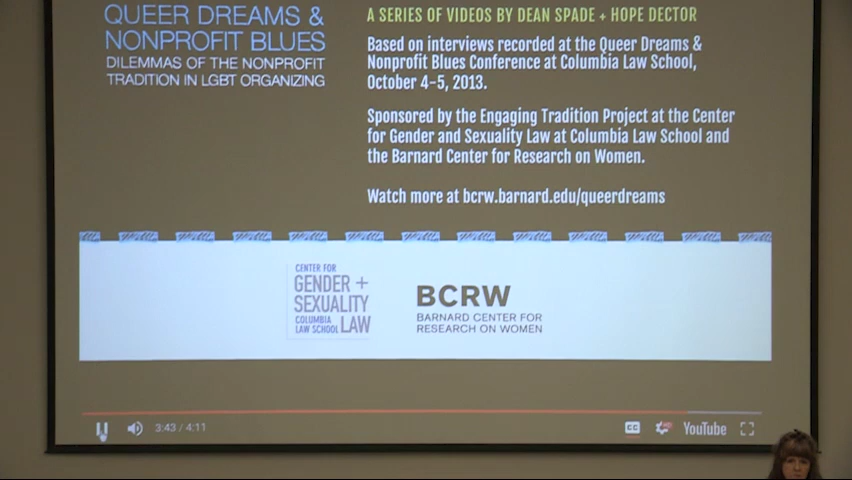 QUEER DREAMS &
NONPROFIT BLUES
DILEMMAS OF THE NONPROFIT
TRADITION IN LGBT ORGANIZING
A SERIES OF VIDEOS BY DEAN SPADE + HOPE DECTOR
Based on interviews recorded at the Queer Dreams &
Nonprofit Blues Conference at Columbia Law School,
October 4-5, 2013.
Sponsored by the Engaging Tradition Project at the Center
for Gender and Sexuality Law at Columbia Law School and
the Barnard Center for Research on Women.
Watch more at bcrw.barnard.edu/queerdreams
CENTER FOR
GENDER +
SEXUALITY
COLUMBIA
LAW SCHOOL LAW
BCRW
BARNARD CENTER FOR
RESEARCH ON WOMEN
3:43 / 4:11
CC
YouTube